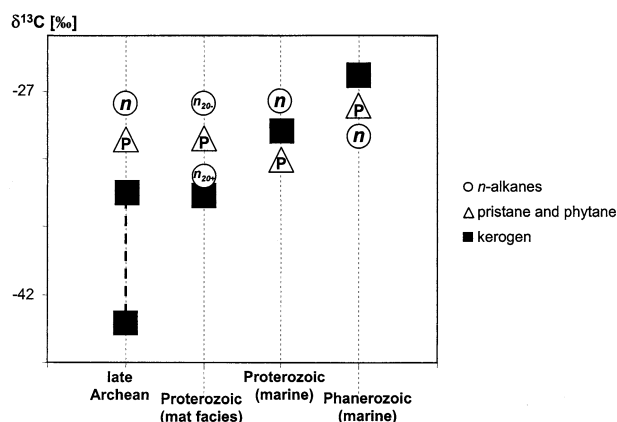 δ¹³C [‰]
-27
-42
n
P
n20-
P
n20+
n
P
P
n
n-alkanes
pristane and phytane
kerogen
late
Archean
Proterozoic
(mat facies)
Proterozoic
(marine)
Phanerozoic
(marine)